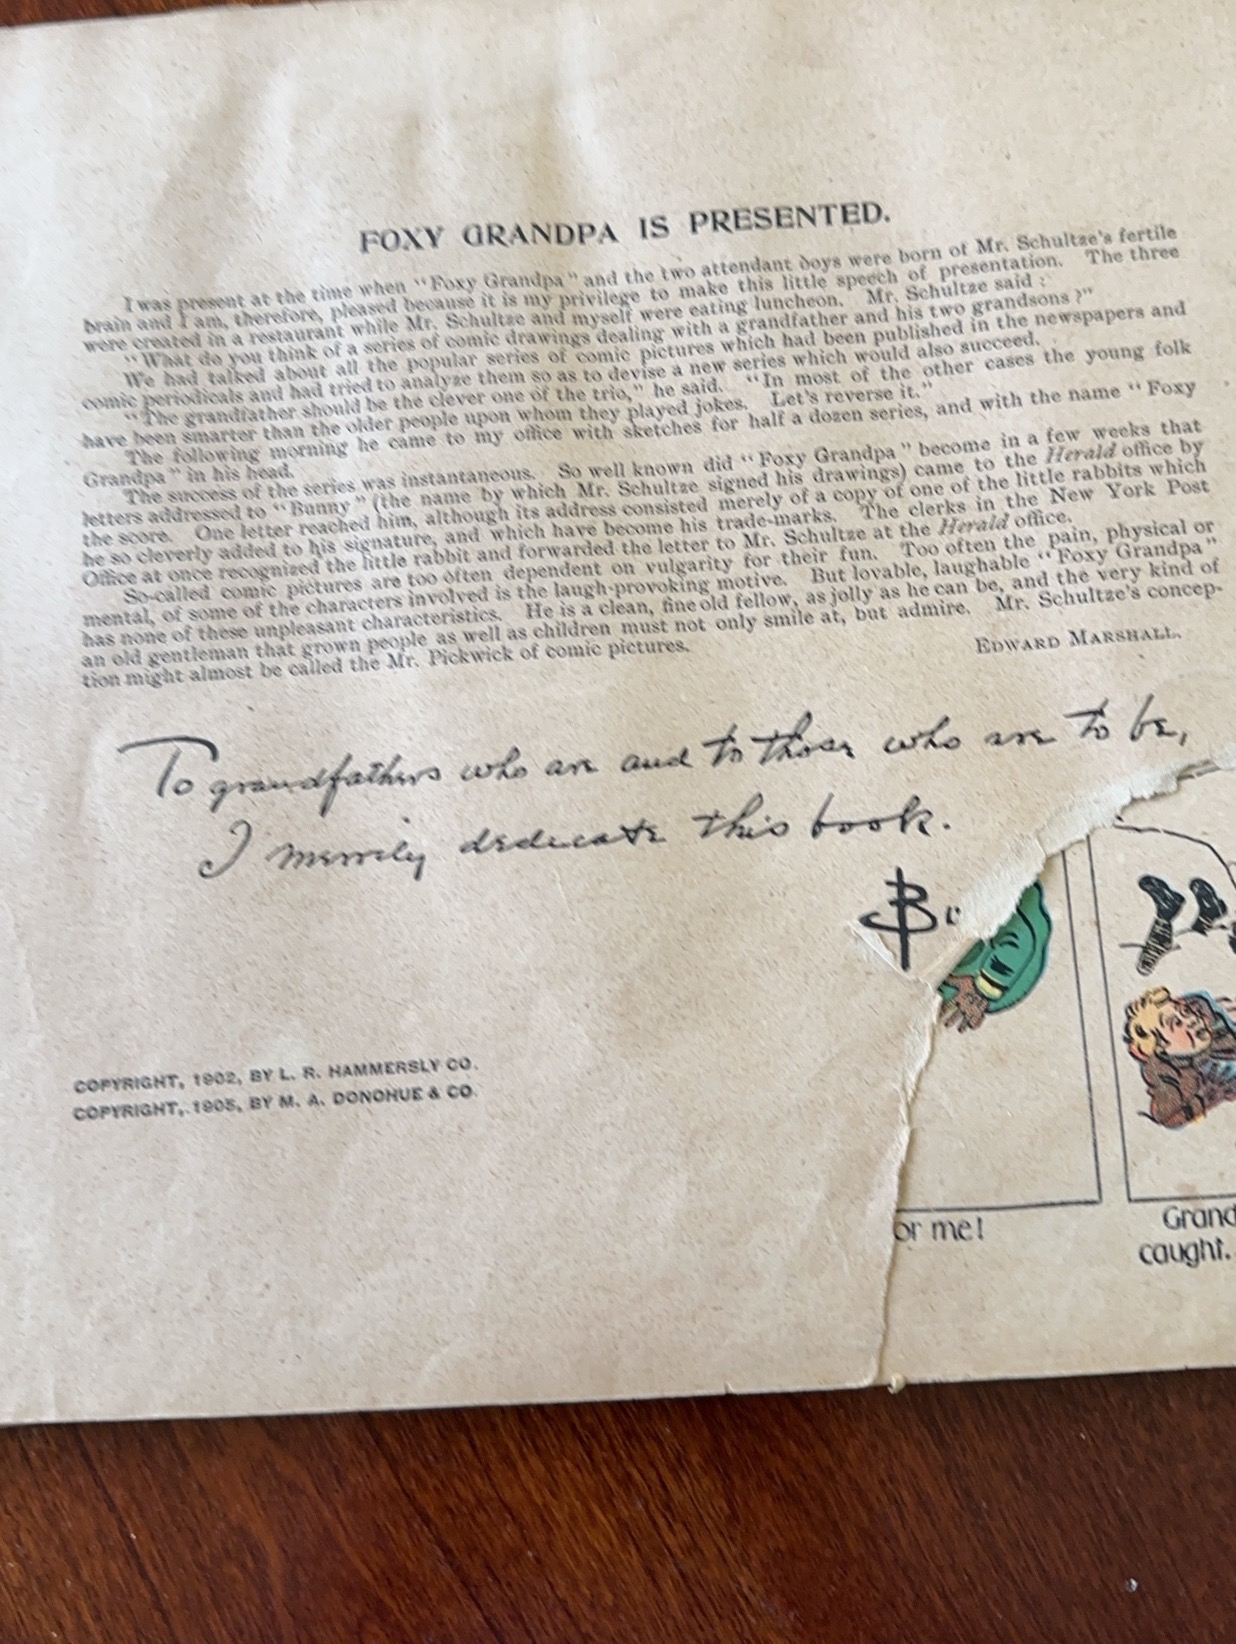 FOXY GRANDPA IS PRESENTED.
I was present at the time when "Foxy Grandpa" and the two attendant boys were born of Mr. Schultze's fertile
brain and I am, therefore, pleased because it is my privilege to make this little speech of presentation. The three
were created in a restaurant while Mr. Schultze and myself were eating luncheon. Mr. Schultze said:
"What do you think of a series of comic drawings dealing with a grandfather and his two grandsons?"
We had talked about all the popular series of comic pictures which had been published in the newspapers and
comic periodicals and had tried to analyze them so as to devise a new series which would also succeed.
"The grandfather should be the clever one of the trio," he said. "In most of the other cases the young folk
have been smarter than the older people upon whom they played jokes. Let's reverse it."
The following morning he came to my office with sketches for half a dozen series, and with the name "Foxy
Grandpa" in his head.
The success of the series was instantaneous. So well known did "Foxy Grandpa" become in a few weeks that
letters addressed to "Bunny" (the name by which Mr. Schultze signed his drawings) came to the Herald office by
the score. One letter reached him, although its address consisted merely of a copy of one of the little rabbits which
he so cleverly added to his signature, and which have become his trade-marks. The clerks in the New York Post
Office at once recognized the little rabbit and forwarded the letter to Mr. Schultze at the Herald office.
So-called comic pictures are too often dependent on vulgarity for their fun. Too often the pain, physical or
mental, of some of the characters involved is the laugh-provoking motive. But lovable, laughable "Foxy Grandpa"
has none of these unpleasant characteristics. He is a clean, fine old fellow, as jolly as he can be, and the very kind of
an old gentleman that grown people as well as children must not only smile at, but admire. Mr. Schultze's concep-
tion might almost be called the Mr. Pickwick of comic pictures.
EDWARD MARSHALL.
To grandfathers who are and to those who are to be,
I merrily dedicate this book.
Bu
COPYRIGHT, 1902, BY L. R. HAMMERSLY CO.
COPYRIGHT, 1905, BY M. A. DONOHUE & CO.
or me!
Grand
caught.